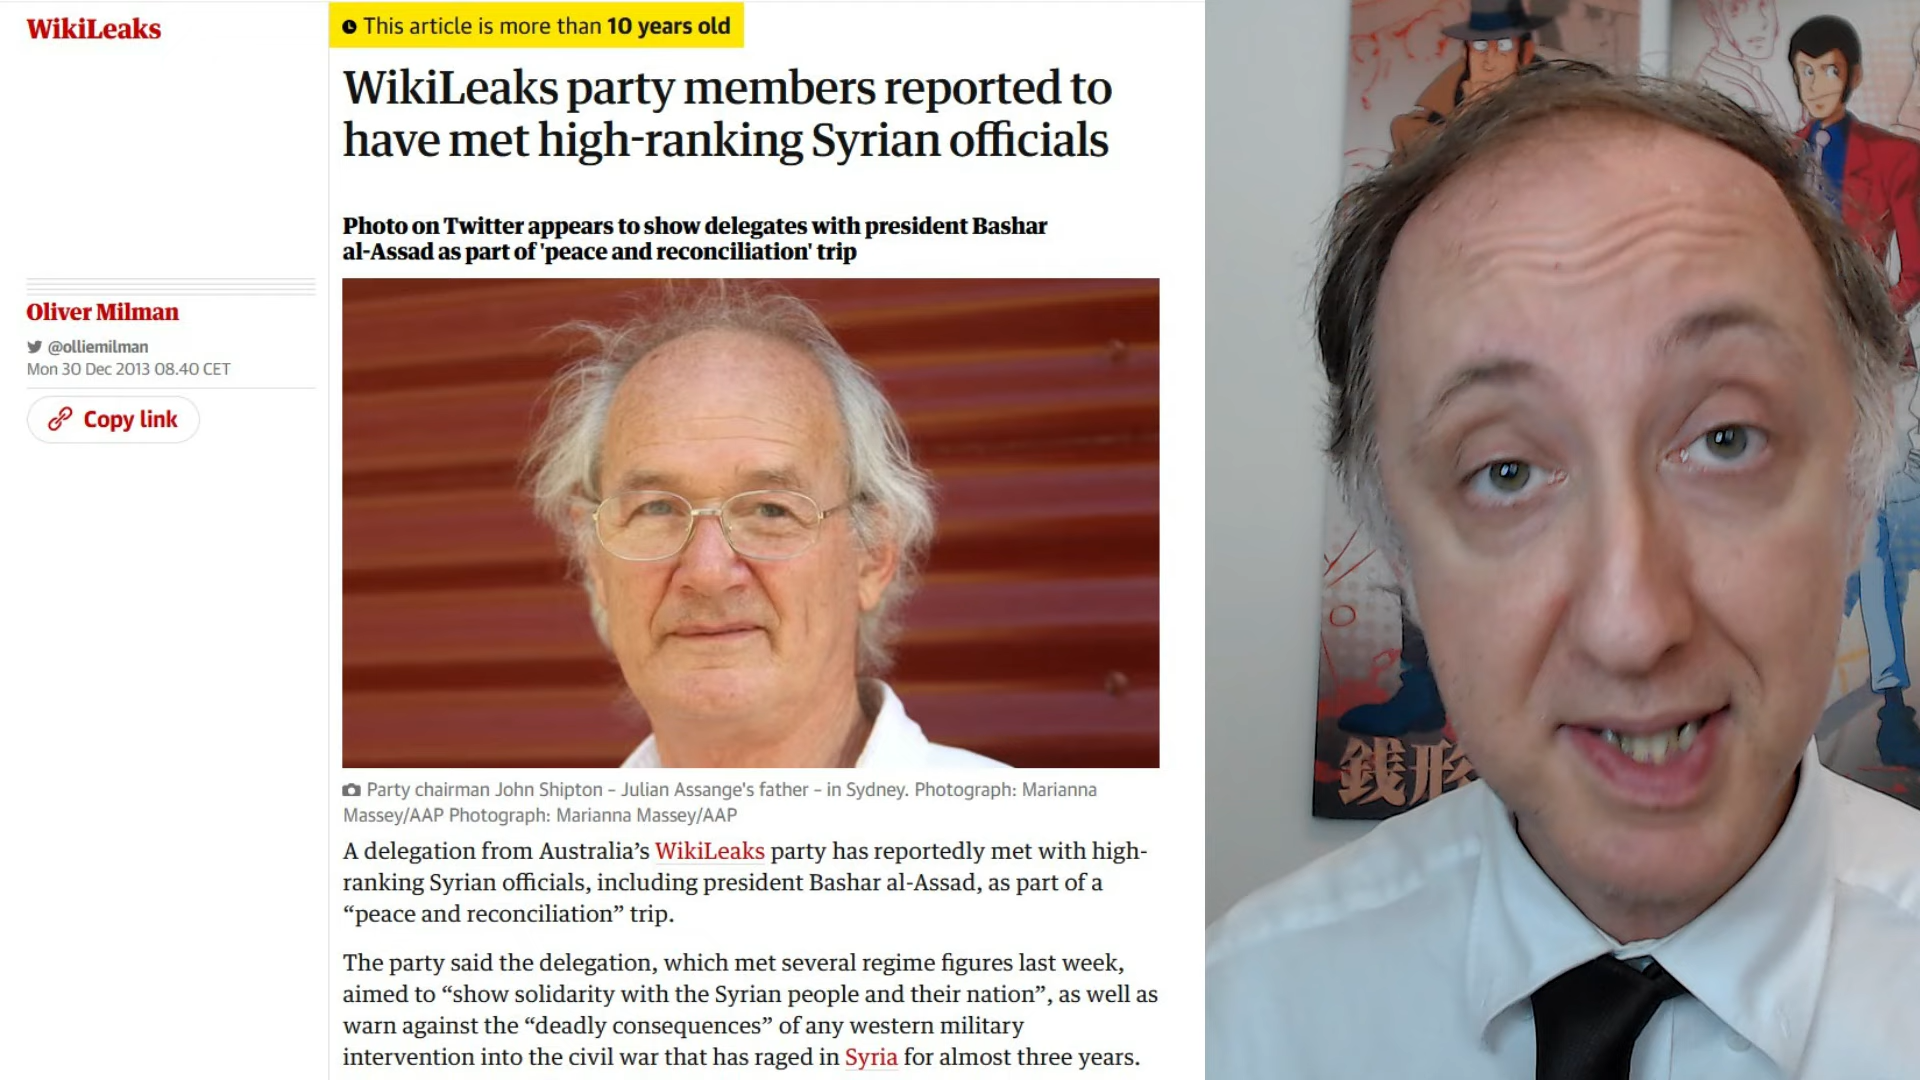 WikiLeaks
This article is more than 10 years old
WikiLeaks party members reported to
have met high-ranking Syrian officials
Photo on Twitter appears to show delegates with president Bashar
al-Assad as part of 'peace and reconciliation' trip
Oliver Milman
@olliemilman
Mon 30 Dec 2013 08.40 CET
Copy link
Party chairman John Shipton – Julian Assange's father – in Sydney. Photograph: Marianna
Massey/AAP Photograph: Marianna Massey/AAP
A delegation from Australia’s WikiLeaks party has reportedly met with high-
ranking Syrian officials, including president Bashar al-Assad, as part of a
“peace and reconciliation” trip.
The party said the delegation, which met several regime figures last week,
aimed to “show solidarity with the Syrian people and their nation”, as well as
warn against the “deadly consequences” of any western military
intervention into the civil war that has raged in Syria for almost three years.
銭形